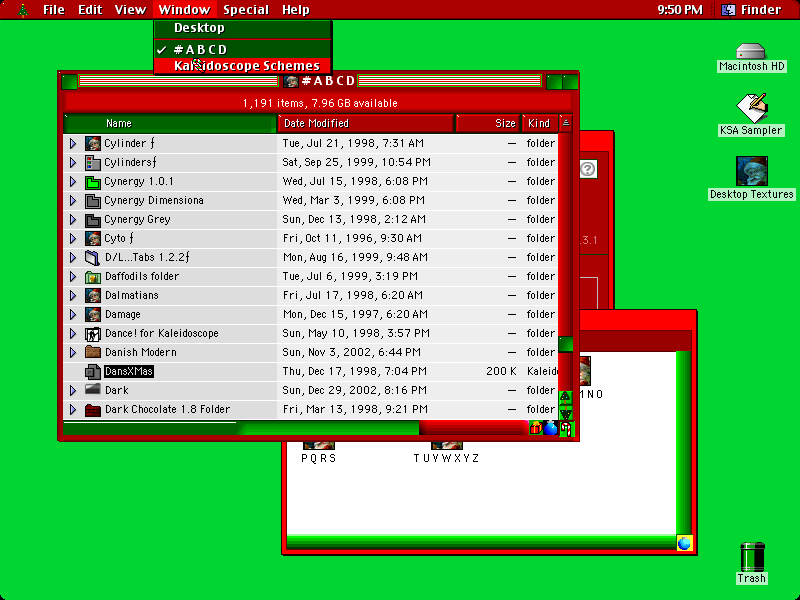 File Edit View Window Special Help 9:50 PM Finder
Desktop
✓ #ABCD
Kaleidoscope Schemes
#ABCD
1,191 items, 7.96 GB available
Name Date Modified Size Kind
Cylinder ƒ Tue, Jul 21, 1998, 7:31 AM — folder
Cylindersƒ Sat, Sep 25, 1999, 10:54 PM — folder
Cynergy 1.0.1 Wed, Jul 15, 1998, 6:08 PM — folder
Cynergy Dimensiona Wed, Mar 3, 1999, 6:08 PM — folder
Cynergy Grey Sun, Dec 13, 1998, 2:12 AM — folder
Cyto ƒ Fri, Oct 11, 1996, 9:30 AM — folder
D/L...Tabs 1.2.2ƒ Mon, Aug 16, 1999, 9:48 AM — folder
Daffodils folder Tue, Jul 6, 1999, 3:19 PM — folder
Dalmatians Fri, Jul 17, 1998, 6:20 AM — folder
Damage Mon, Dec 15, 1997, 6:20 AM — folder
Dance! for Kaleidoscope Sun, May 10, 1998, 3:57 PM — folder
Danish Modern Sun, Nov 3, 2002, 6:44 PM — folder
DansXMas Thu, Dec 17, 1998, 7:04 PM 200 K Kaleid
Dark Sun, Dec 29, 2002, 8:16 PM — folder
Dark Chocolate 1.8 Folder Fri, Mar 13, 1998, 9:21 PM — folder
.3.1
NO
PQRS TUVWXYZ
Macintosh HD
KSA Sampler
Desktop Textures
Trash